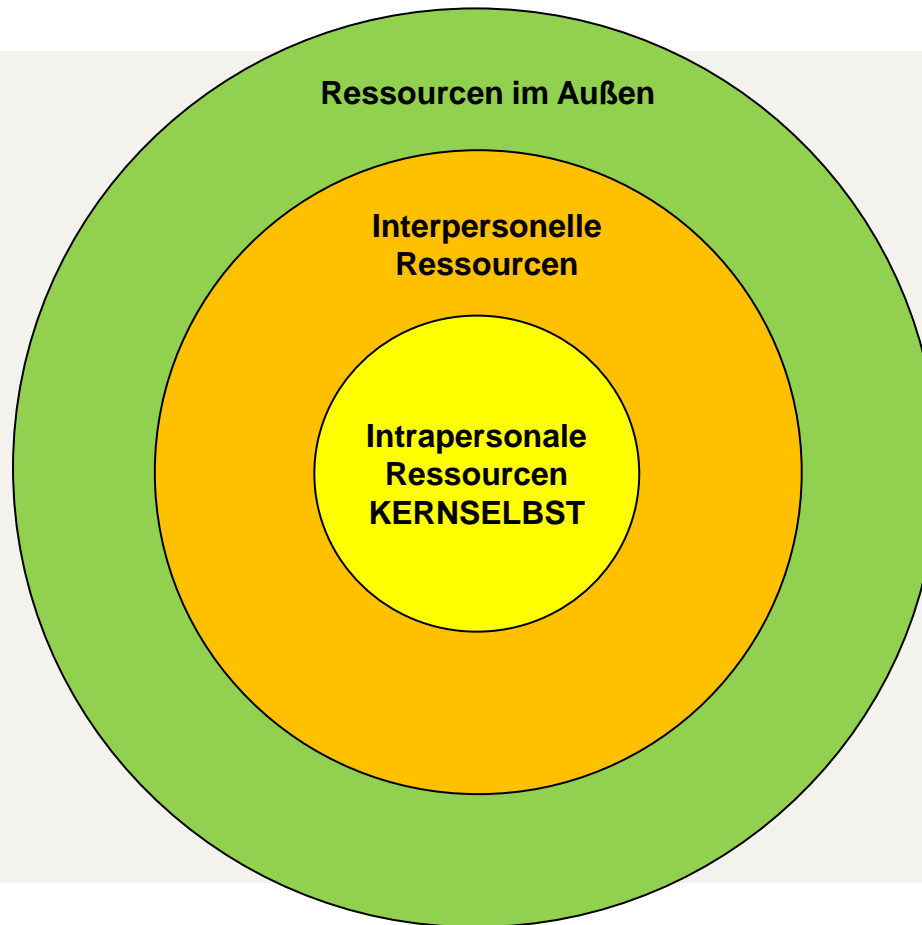 Ressourcen im Außen
Interpersonelle
Ressourcen
Intrapersonale
Ressourcen
KERNSELBST